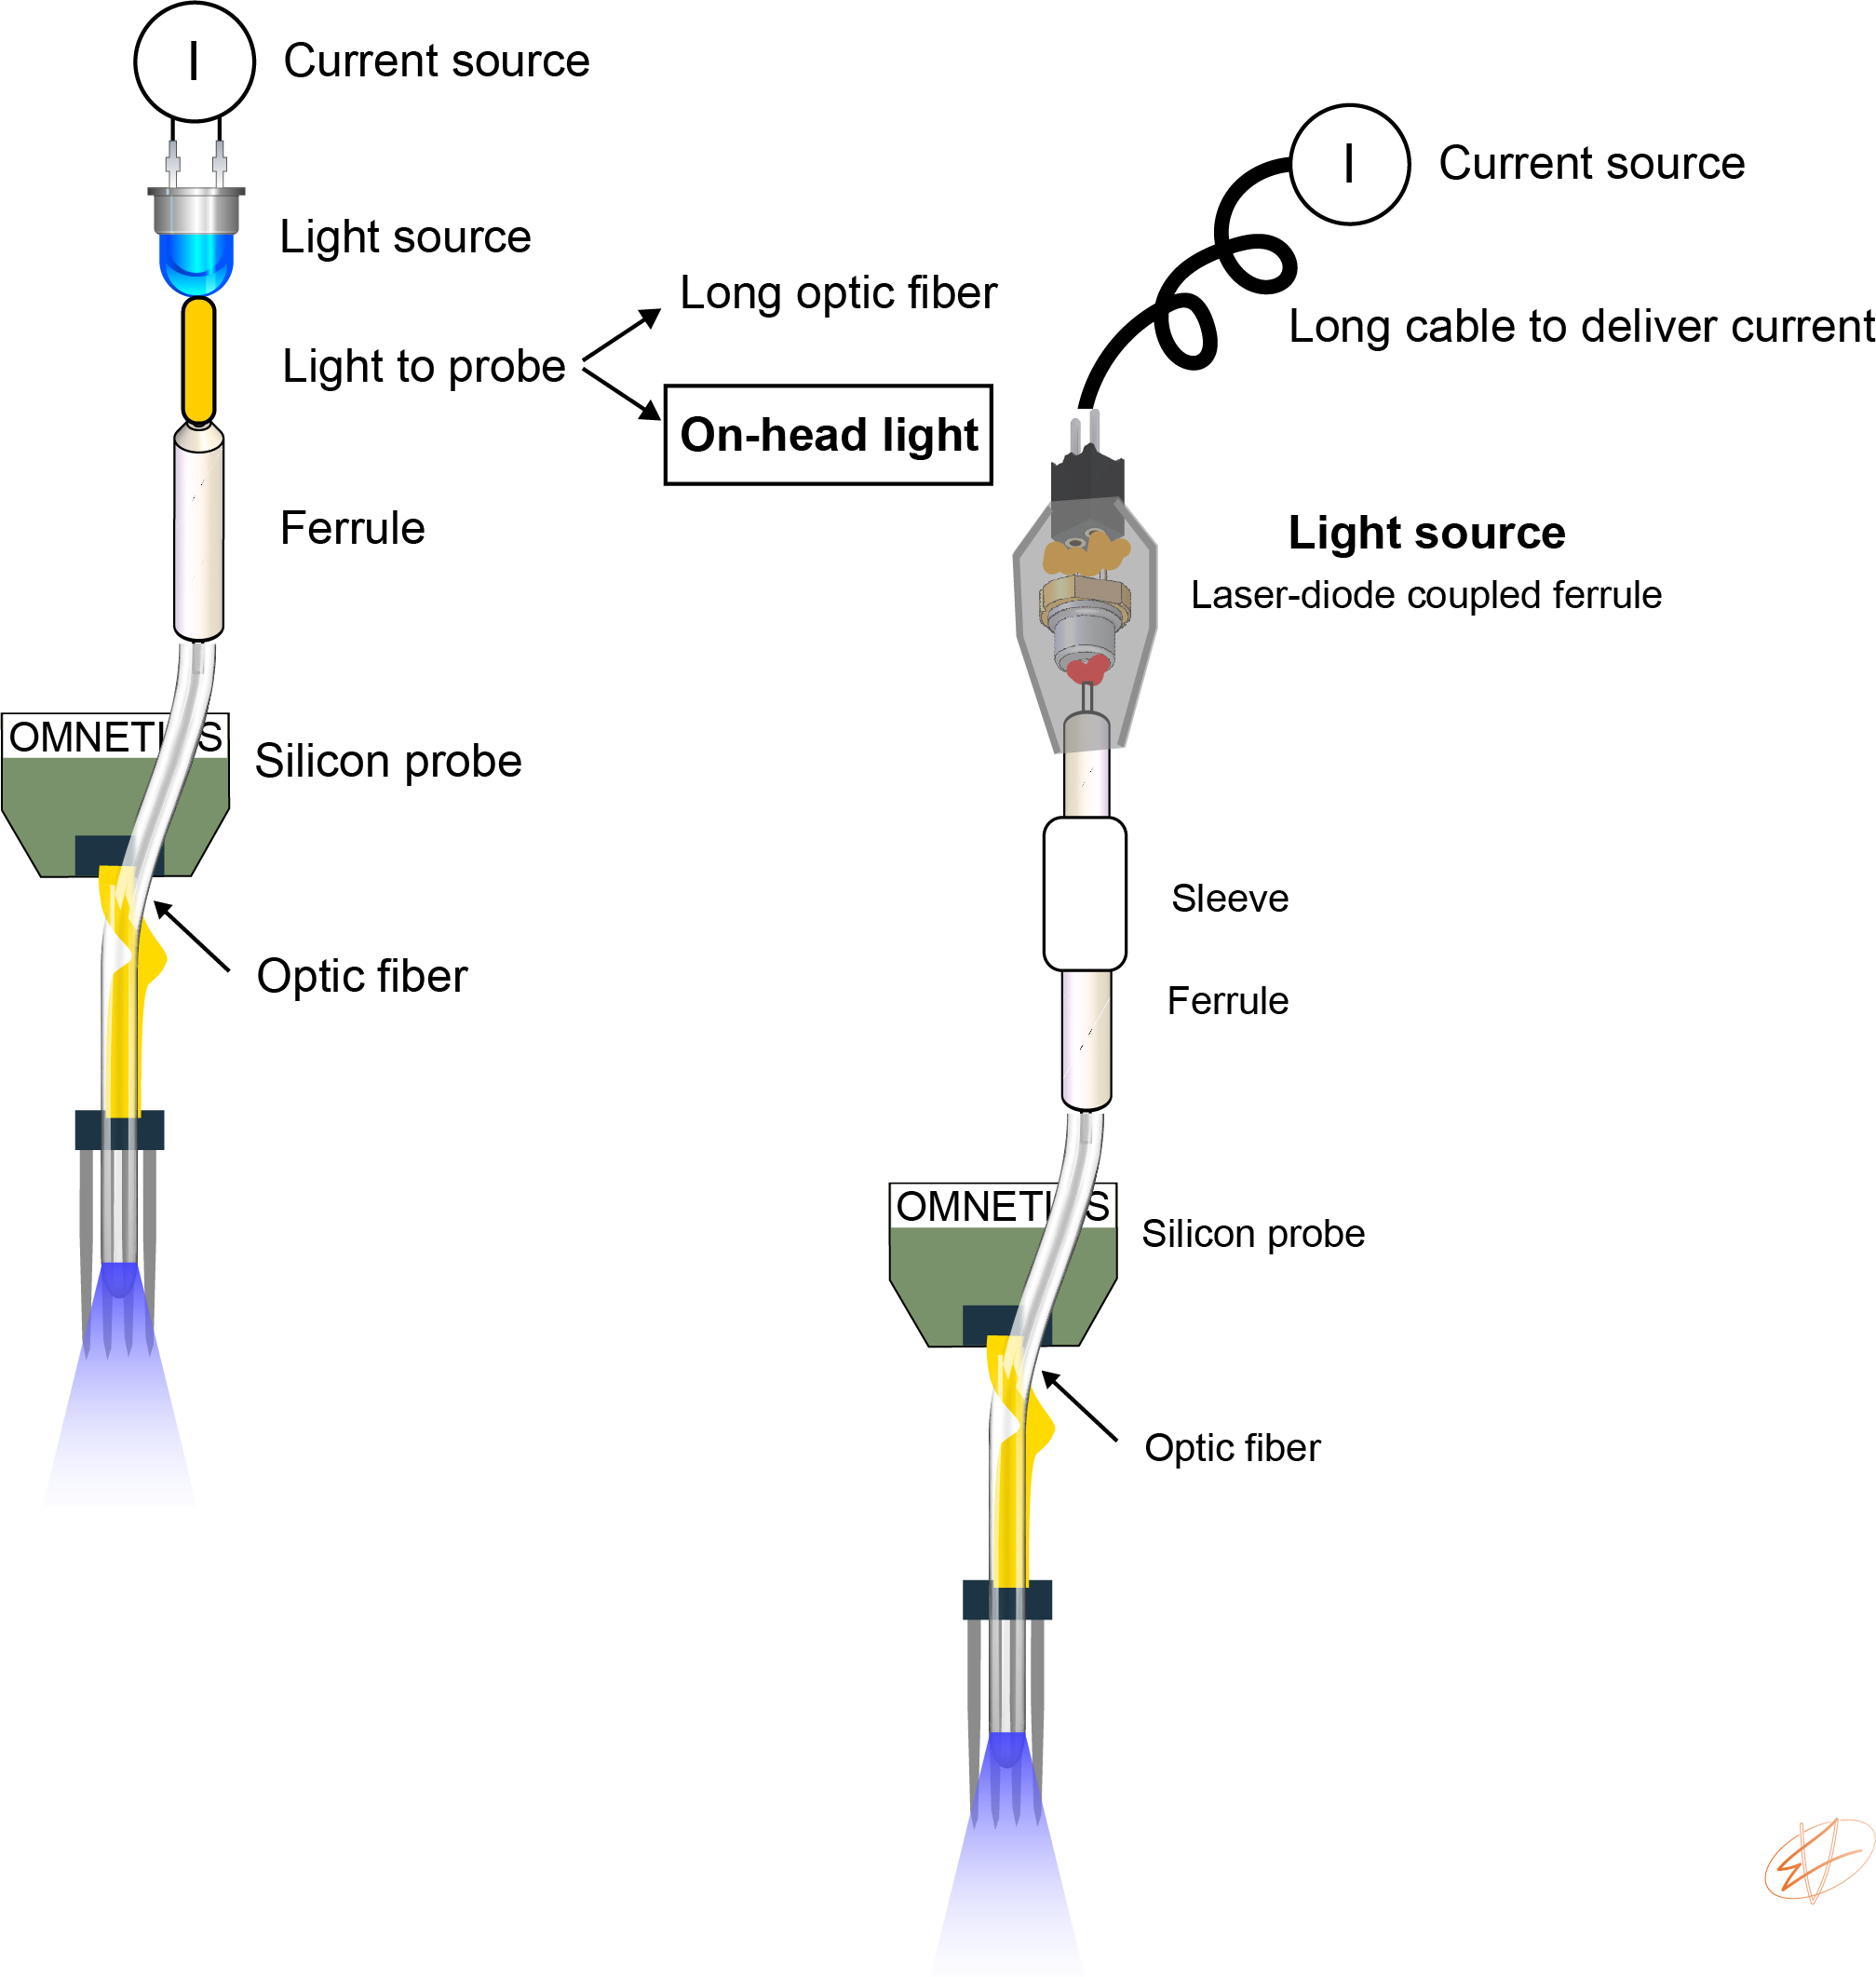 I
Current source
Light source
Light to probe
Long optic fiber
On-head light
Ferrule
OMNETI S
Silicon probe
Optic fiber
I
Current source
Long cable to deliver current
Light source
Laser-diode coupled ferrule
Sleeve
Ferrule
OMNETI S
Silicon probe
Optic fiber